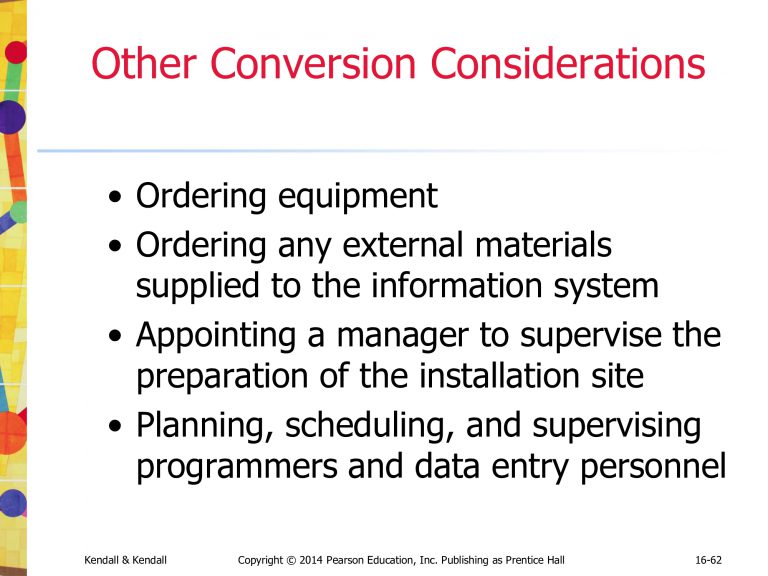 Other Conversion Considerations
• Ordering equipment
• Ordering any external materials
supplied to the information system
• Appointing a manager to supervise the
preparation of the installation site
• Planning, scheduling, and supervising
programmers and data entry personnel
Kendall & Kendall Copyright © 2014 Pearson Education, Inc. Publishing as Prentice Hall 16-62